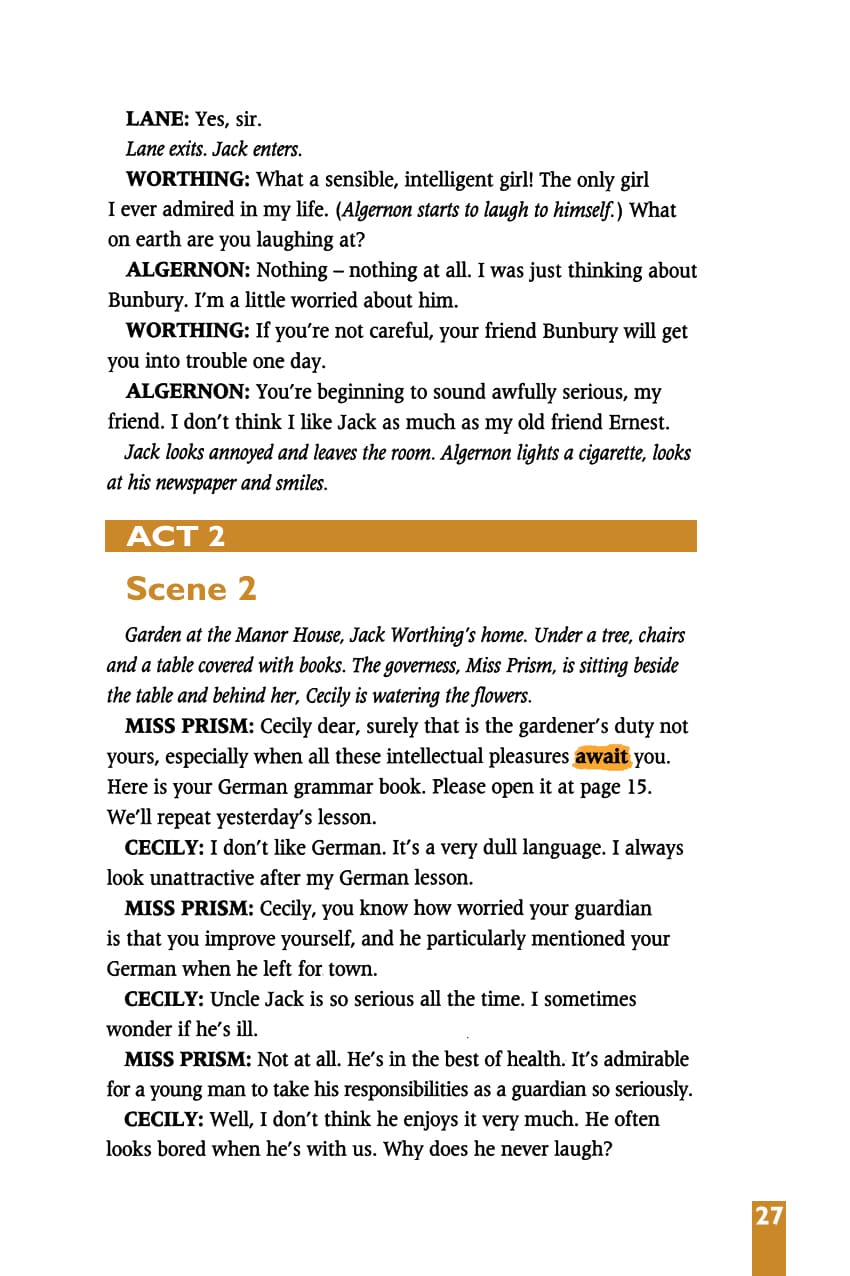 LANE: Yes, sir.
Lane exits. Jack enters.
WORTHING: What a sensible, intelligent girl! The only girl
I ever admired in my life. (Algernon starts to laugh to himself.) What
on earth are you laughing at?
ALGERNON: Nothing – nothing at all. I was just thinking about
Bunbury. I'm a little worried about him.
WORTHING: If you're not careful, your friend Bunbury will get
you into trouble one day.
ALGERNON: You're beginning to sound awfully serious, my
friend. I don't think I like Jack as much as my old friend Ernest.
Jack looks annoyed and leaves the room. Algernon lights a cigarette, looks
at his newspaper and smiles.
ACT 2
Scene 2
Garden at the Manor House, Jack Worthing's home. Under a tree, chairs
and a table covered with books. The governess, Miss Prism, is sitting beside
the table and behind her, Cecily is watering the flowers.
MISS PRISM: Cecily dear, surely that is the gardener's duty not
yours, especially when all these intellectual pleasures await you.
Here is your German grammar book. Please open it at page 15.
We'll repeat yesterday's lesson.
CECILY: I don't like German. It's a very dull language. I always
look unattractive after my German lesson.
MISS PRISM: Cecily, you know how worried your guardian
is that you improve yourself, and he particularly mentioned your
German when he left for town.
CECILY: Uncle Jack is so serious all the time. I sometimes
wonder if he's ill.
MISS PRISM: Not at all. He's in the best of health. It's admirable
for a young man to take his responsibilities as a guardian so seriously.
CECILY: Well, I don't think he enjoys it very much. He often
looks bored when he's with us. Why does he never laugh?
27